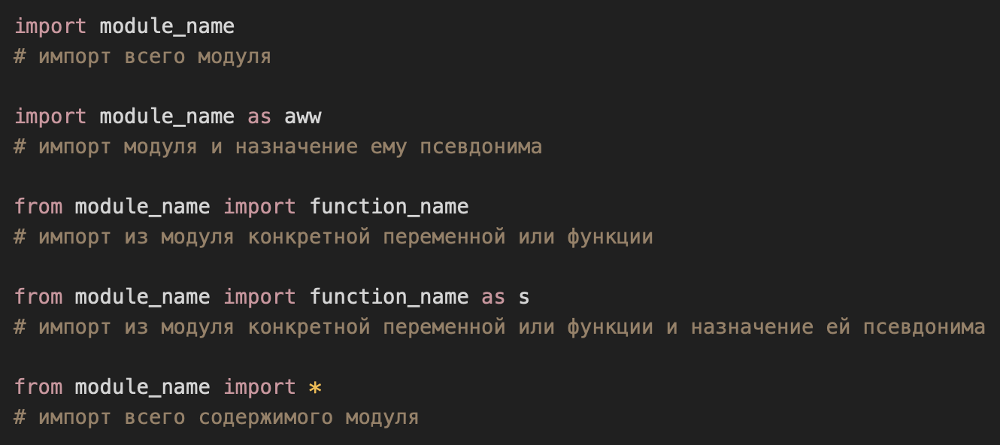 import module_name
# импорт всего модуля
import module_name as aww
# импорт модуля и назначение ему псевдонима
from module_name import function_name
# импорт из модуля конкретной переменной или функции
from module_name import function_name as s
# импорт из модуля конкретной переменной или функции и назначение ей псевдонима
from module_name import *
# импорт всего содержимого модуля